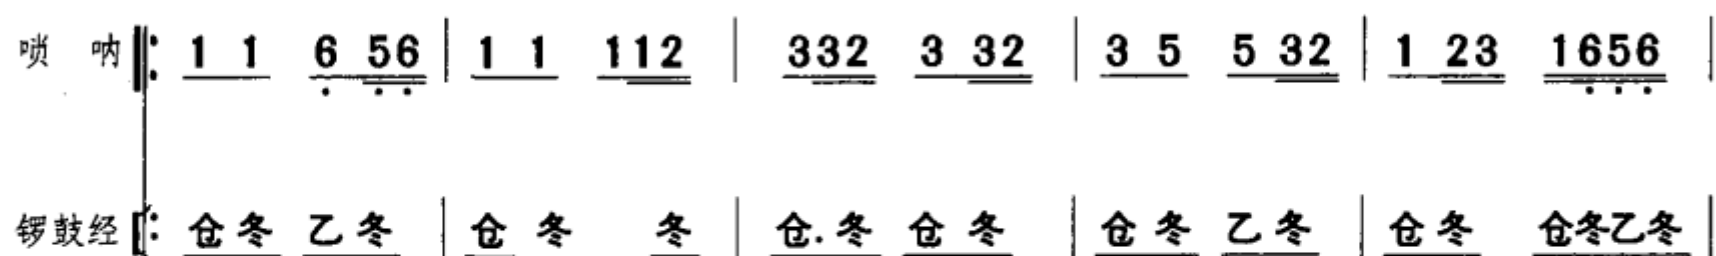 唢 呐 1 1 6 56 1 1 112 332 3 32 3 5 5 32 1 23 1656
锣鼓经 仓 冬 乙 冬 仓 冬 冬 仓. 冬 仓 冬 仓 冬 乙 冬 仓 冬 仓冬乙冬